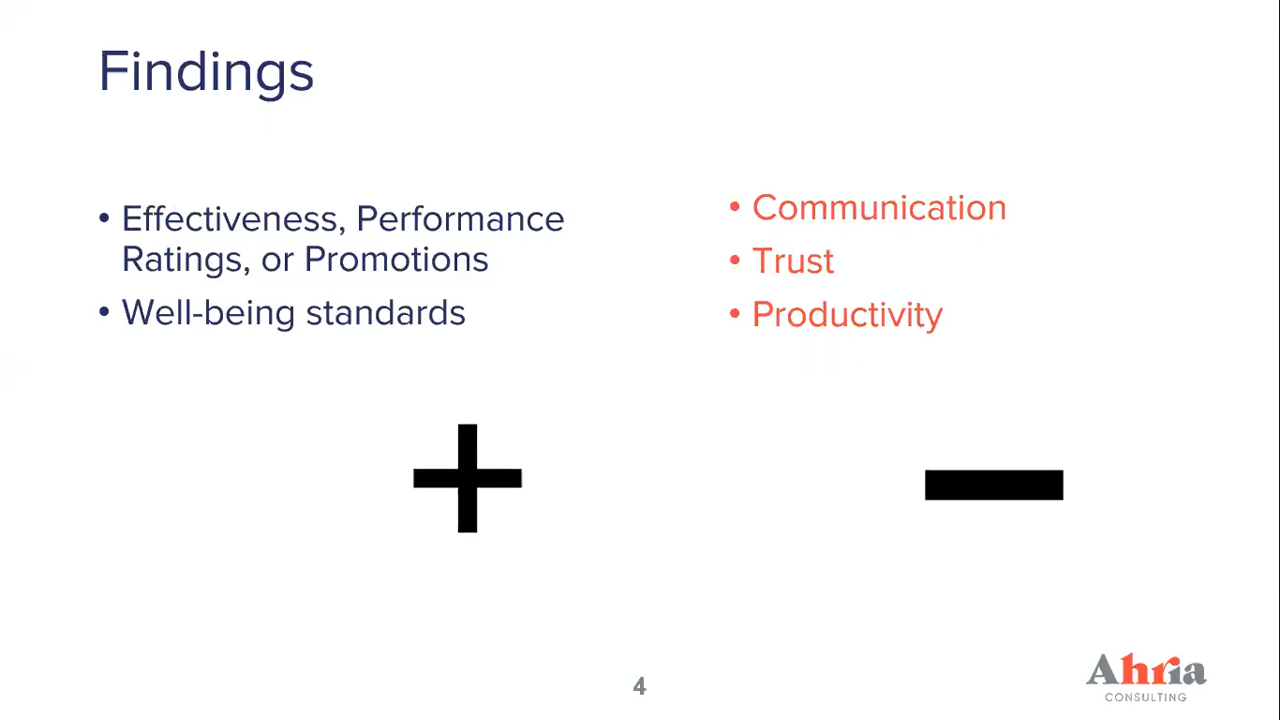 Findings
• Effectiveness, Performance
Ratings, or Promotions
• Well-being standards
• Communication
• Trust
• Productivity
+
−
4
Ahria
CONSULTING